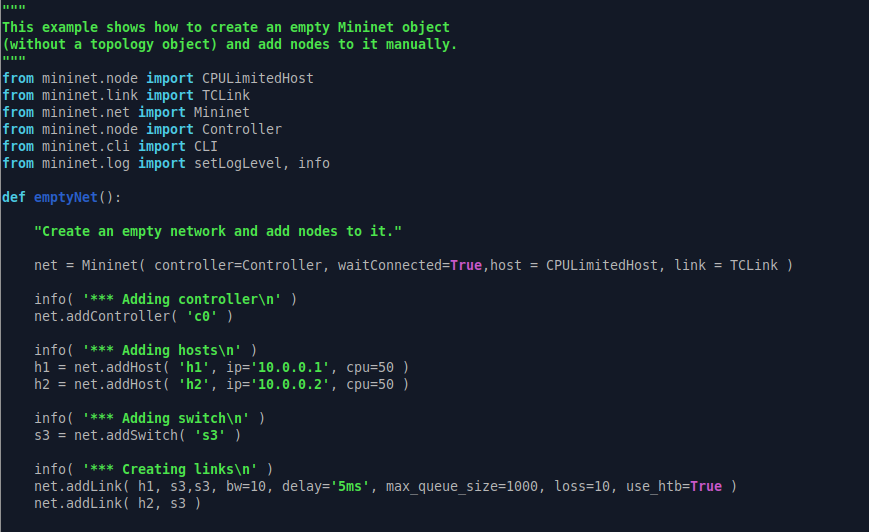 """
This example shows how to create an empty Mininet object
(without a topology object) and add nodes to it manually.
"""
from mininet.node import CPULimitedHost
from mininet.link import TCLink
from mininet.net import Mininet
from mininet.node import Controller
from mininet.cli import CLI
from mininet.log import setLogLevel, info

def emptyNet():

    "Create an empty network and add nodes to it."

    net = Mininet( controller=Controller, waitConnected=True,host = CPULimitedHost, link = TCLink )

    info( '*** Adding controller\n' )
    net.addController( 'c0' )

    info( '*** Adding hosts\n' )
    h1 = net.addHost( 'h1', ip='10.0.0.1', cpu=50 )
    h2 = net.addHost( 'h2', ip='10.0.0.2', cpu=50 )

    info( '*** Adding switch\n' )
    s3 = net.addSwitch( 's3' )

    info( '*** Creating links\n' )
    net.addLink( h1, s3,s3, bw=10, delay='5ms', max_queue_size=1000, loss=10, use_htb=True )
    net.addLink( h2, s3 )